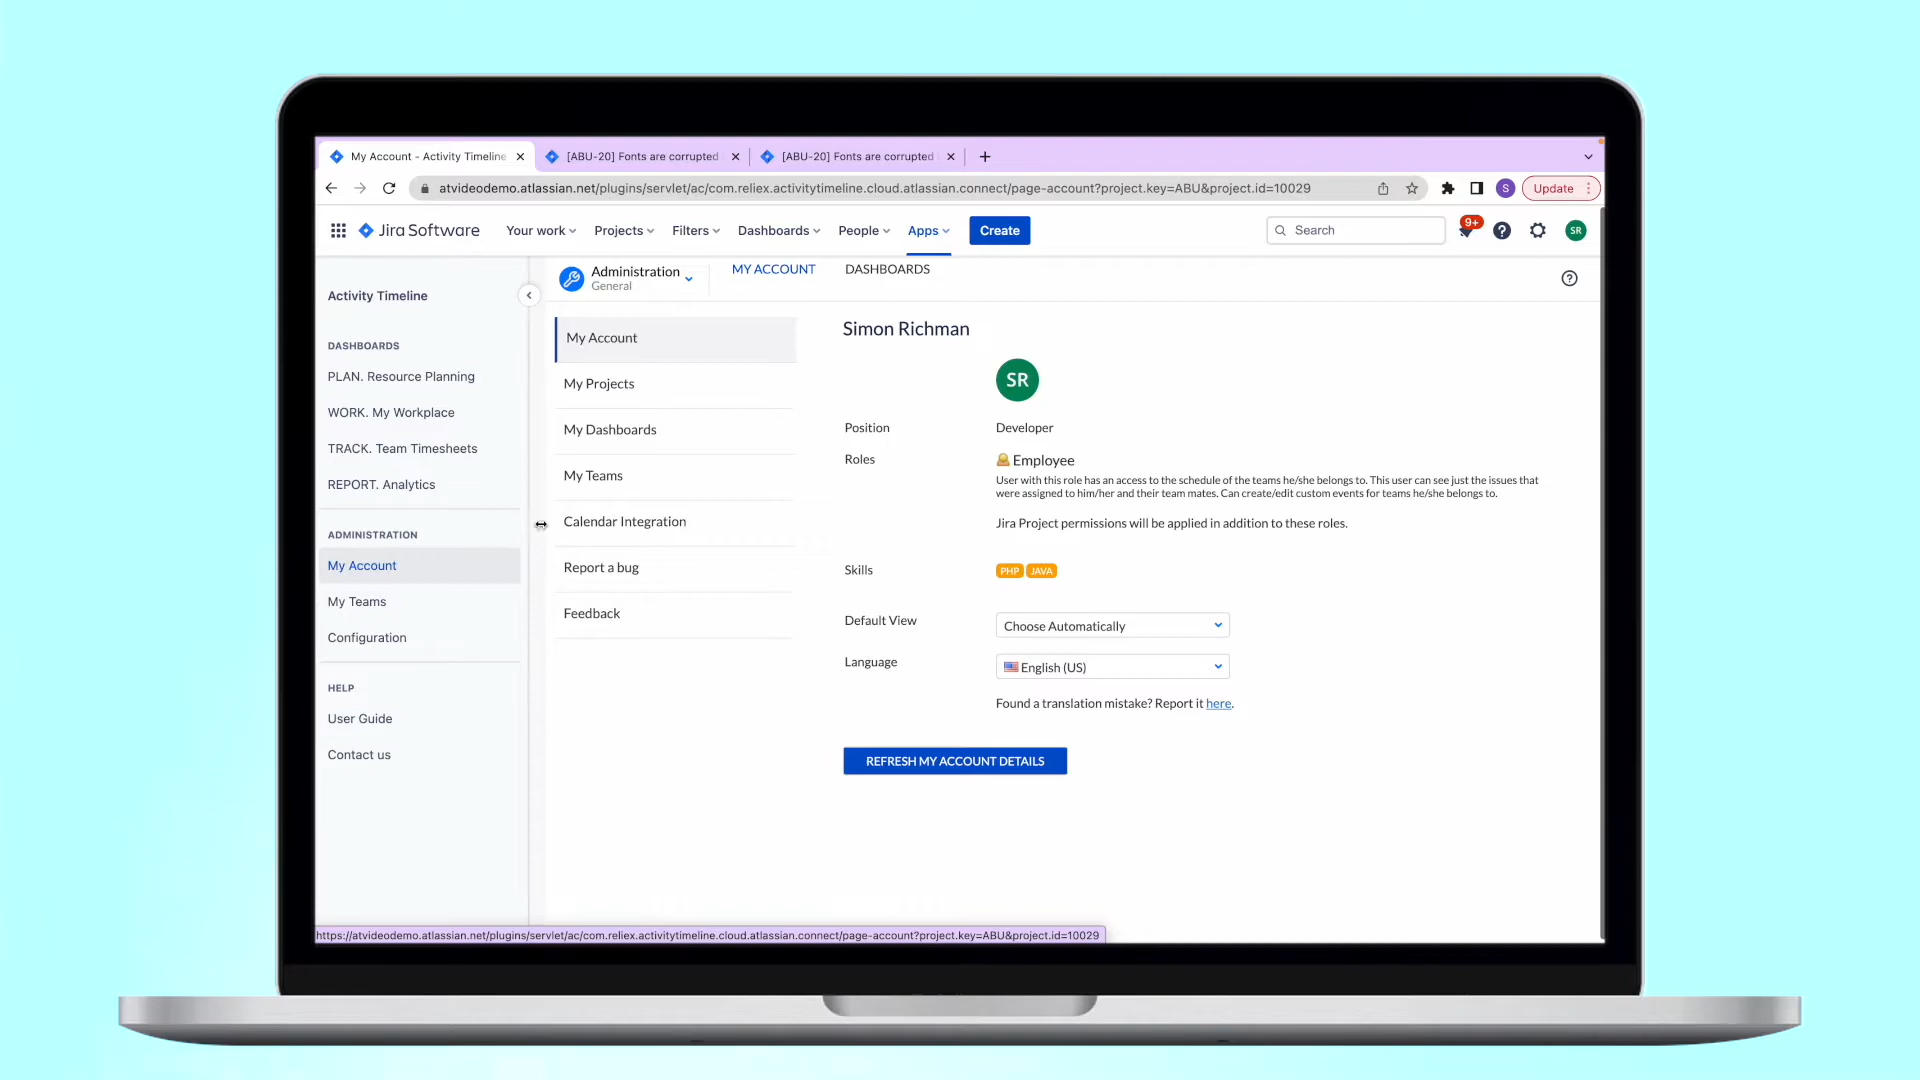 My Account - Activity Timeline
[ABU-20] Fonts are corrupted
[ABU-20] Fonts are corrupted
atvideodemo.atlassian.net/plugins/servlet/ac/com.reliex.activitytimeline.cloud.atlassian.connect/page-account?project.key=ABU&project.id=10029
S
Update
Jira Software
Your work
Projects
Filters
Dashboards
People
Apps
Create
Search
9+
SR
Activity Timeline
DASHBOARDS
PLAN. Resource Planning
WORK. My Workplace
TRACK. Team Timesheets
REPORT. Analytics
ADMINISTRATION
My Account
My Teams
Configuration
HELP
User Guide
Contact us
Administration
General
MY ACCOUNT
DASHBOARDS
My Account
My Projects
My Dashboards
My Teams
Calendar Integration
Report a bug
Feedback
Simon Richman
SR
Position
Developer
Roles
Employee
User with this role has an access to the schedule of the teams he/she belongs to. This user can see just the issues that
were assigned to him/her and their team mates. Can create/edit custom events for teams he/she belongs to.
Jira Project permissions will be applied in addition to these roles.
Skills
PHP JAVA
Default View
Choose Automatically
Language
English (US)
Found a translation mistake? Report it here.
REFRESH MY ACCOUNT DETAILS
https://atvideodemo.atlassian.net/plugins/servlet/ac/com.reliex.activitytimeline.cloud.atlassian.connect/page-account?project.key=ABU&project.id=10029